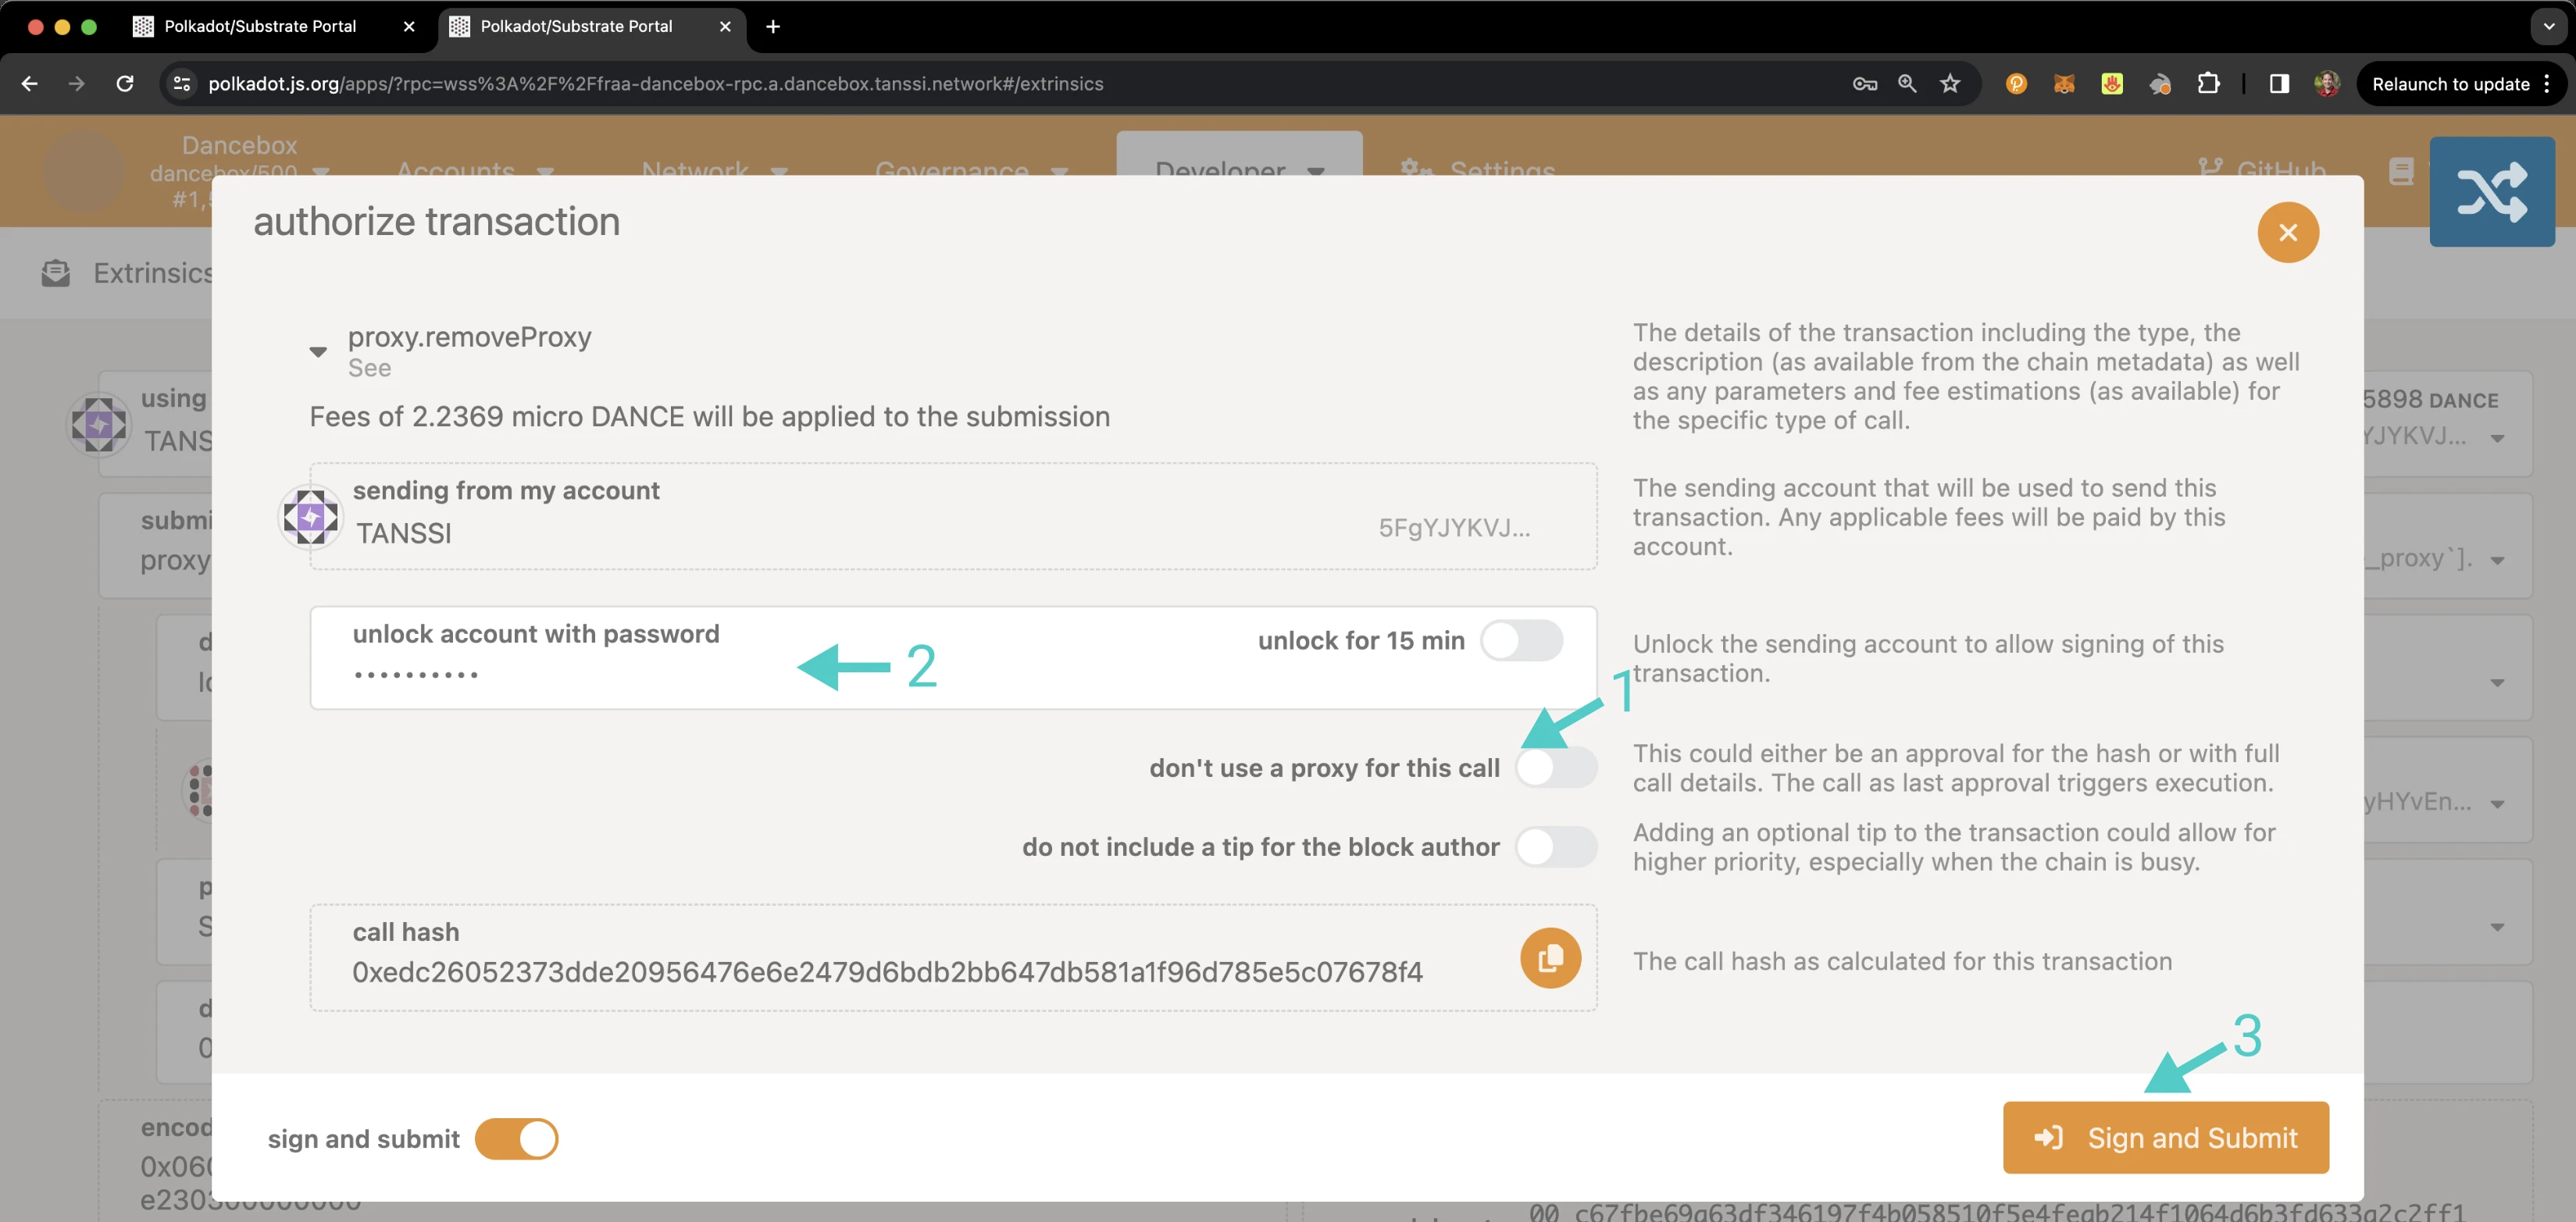 Polkadot/Substrate Portal
Polkadot/Substrate Portal
polkadot.js.org/apps/?rpc=wss%3A%2F%2Ffraa-dancebox-rpc.a.dancebox.tanssi.network#/extrinsics
Relaunch to update
Dancebox
dancebox/500
#1,5
Accounts
Network
Governance
Developer
Settings
GitHub
Extrinsics
authorize transaction
proxy.removeProxy
See
Fees of 2.2369 micro DANCE will be applied to the submission
The details of the transaction including the type, the
description (as available from the chain metadata) as well
as any parameters and fee estimations (as available) for
the specific type of call.
using
TANS
5898 DANCE
YJYKVJ...
sending from my account
TANSSI
5FgYJYKVJ...
The sending account that will be used to send this
transaction. Any applicable fees will be paid by this
account.
submi
proxy
_proxy`].
unlock account with password
••••••••••
2
unlock for 15 min
Unlock the sending account to allow signing of this
transaction.
1
don't use a proxy for this call
This could either be an approval for the hash or with full
call details. The call as last approval triggers execution.
yHYvEn...
do not include a tip for the block author
Adding an optional tip to the transaction could allow for
higher priority, especially when the chain is busy.
call hash
0xedc26052373dde20956476e6e2479d6bdb2bb647db581a1f96d785e5c07678f4
The call hash as calculated for this transaction
3
encod
0x060
sign and submit
Sign and Submit